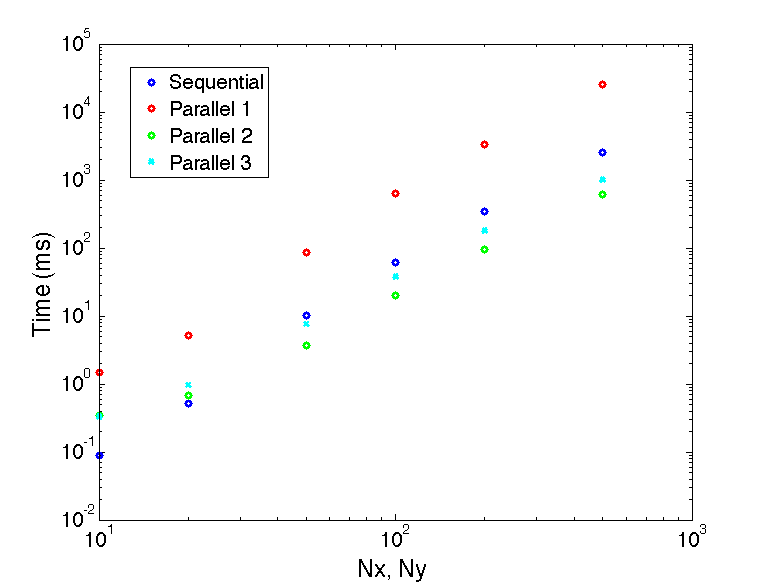 10^5
10^4
10^3
10^2
10^1
10^0
10^-1
10^-2
Time (ms)
Sequential
Parallel 1
Parallel 2
Parallel 3
10^1
10^2
10^3
Nx, Ny